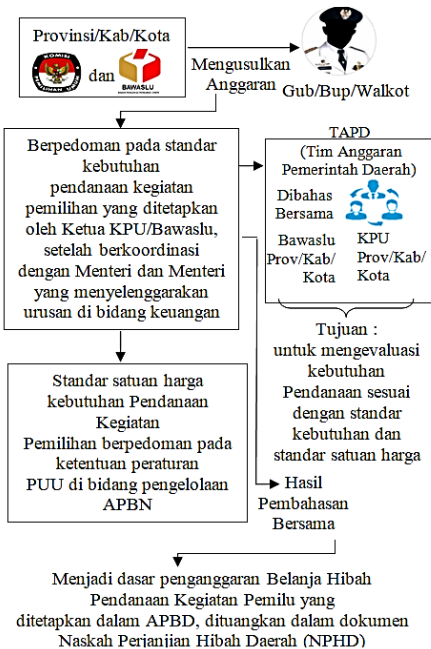 Provinsi/Kab/Kota
KOMISI
PEMILIHAN UMUM
dan
BAWASLU
Mengusulkan
Anggaran
Gub/Bup/Walkot
Berpedoman pada standar
kebutuhan
pendanaan kegiatan
pemilihan yang ditetapkan
oleh Ketua KPU/Bawaslu,
setelah berkoordinasi
dengan Menteri dan Menteri
yang menyelenggarakan
urusan di bidang keuangan
TAPD
(Tim Anggaran
Pemerintah Daerah)
Dibahas
Bersama
Bawaslu
Prov/Kab/
Kota
KPU
Prov/Kab/
Kota
Tujuan :
untuk mengevaluasi
kebutuhan
Pendanaan sesuai
dengan standar
kebutuhan dan
standar satuan harga
Standar satuan harga
kebutuhan Pendanaan
Kegiatan
Pemilihan berpedoman pada
ketentuan peraturan
PUU di bidang pengelolaan
APBN
Hasil
Pembahasan
Bersama
Menjadi dasar penganggaran Belanja Hibah
Pendanaan Kegiatan Pemilu yang
ditetapkan dalam APBD, dituangkan dalam dokumen
Naskah Perjanjian Hibah Daerah (NPHD)